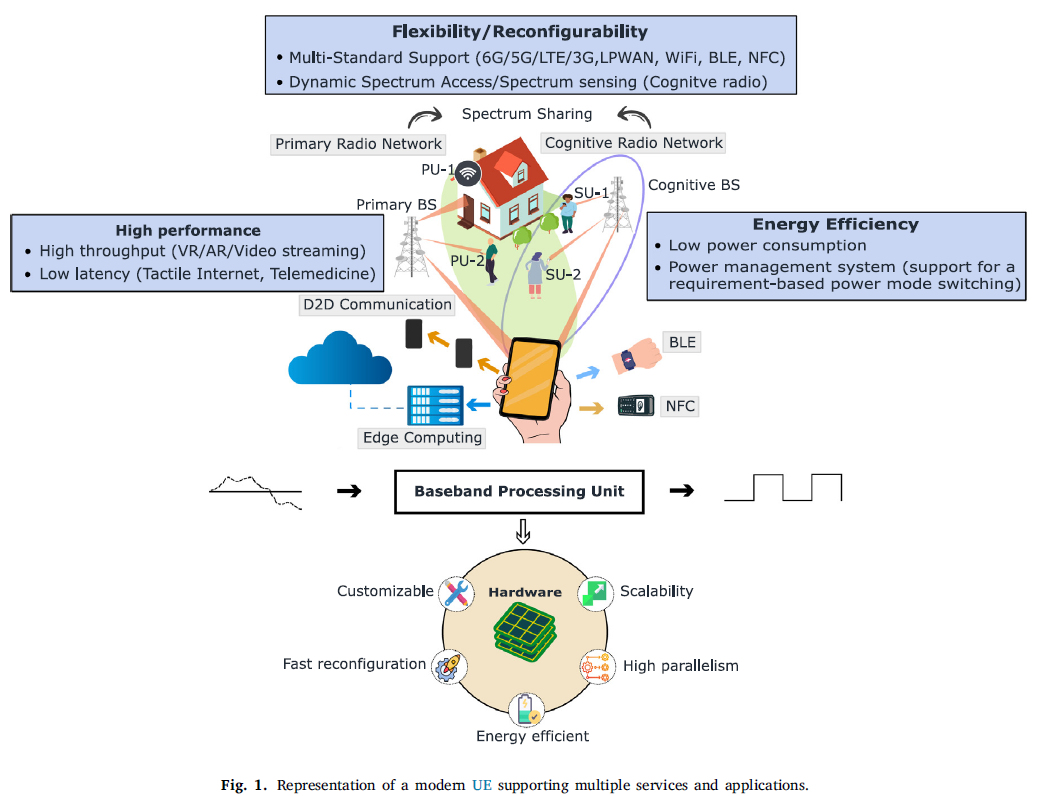 Flexibility/Reconfigurability
• Multi-Standard Support (6G/5G/LTE/3G,LPWAN, WiFi, BLE, NFC)
• Dynamic Spectrum Access/Spectrum sensing (Cognitve radio)
Spectrum Sharing
Primary Radio Network
Cognitive Radio Network
PU-1
SU-1
Cognitive BS
Primary BS
High performance
• High throughput (VR/AR/Video streaming)
• Low latency (Tactile Internet, Telemedicine)
PU-2
SU-2
Energy Efficiency
• Low power consumption
• Power management system (support for a
requirement-based power mode switching)
D2D Communication
BLE
NFC
Edge Computing
Baseband Processing Unit
Hardware
Customizable
Scalability
Fast reconfiguration
High parallelism
Energy efficient
Fig. 1. Representation of a modern UE supporting multiple services and applications.